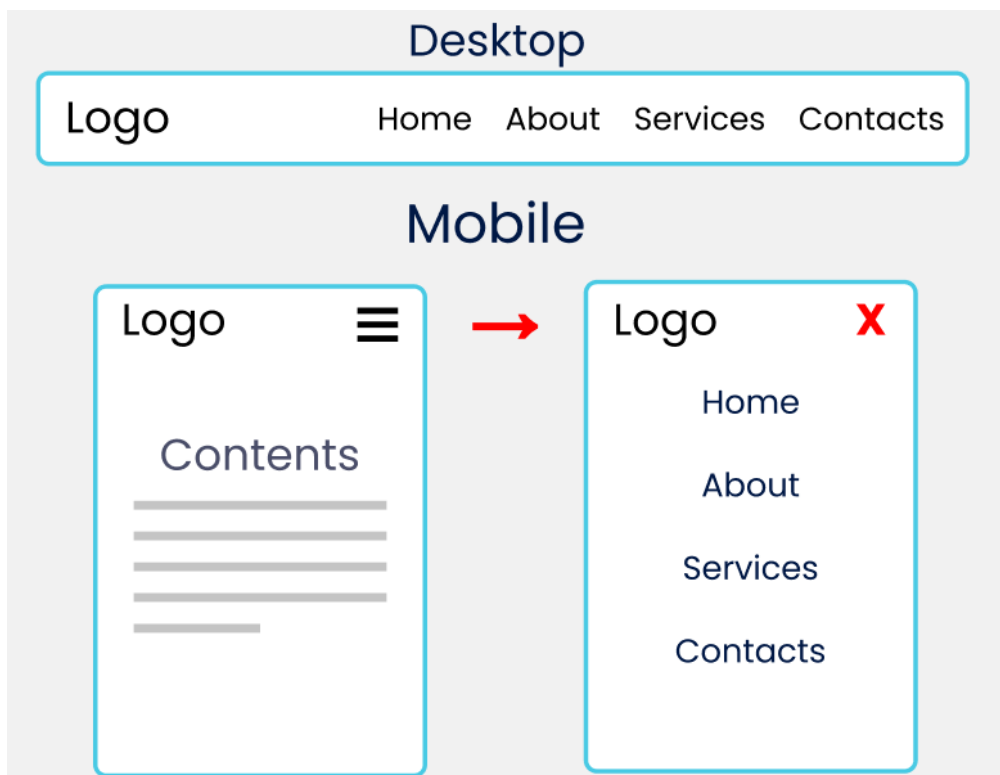 Desktop
Logo Home About Services Contacts
Mobile
Logo
Contents
Logo X
Home
About
Services
Contacts